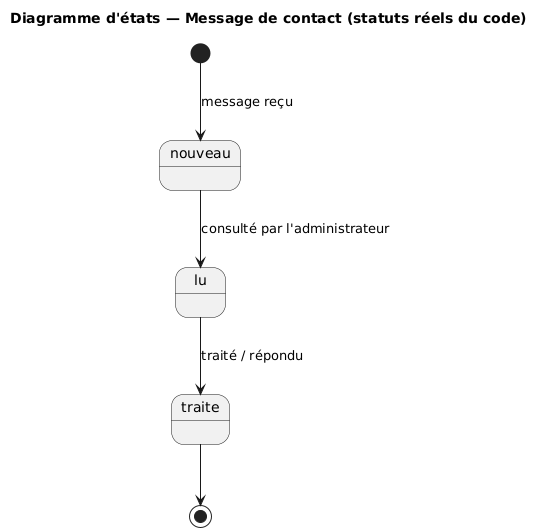 Diagramme d'états — Message de contact (statuts réels du code)
message reçu
nouveau
consulté par l'administrateur
lu
traité / répondu
traite